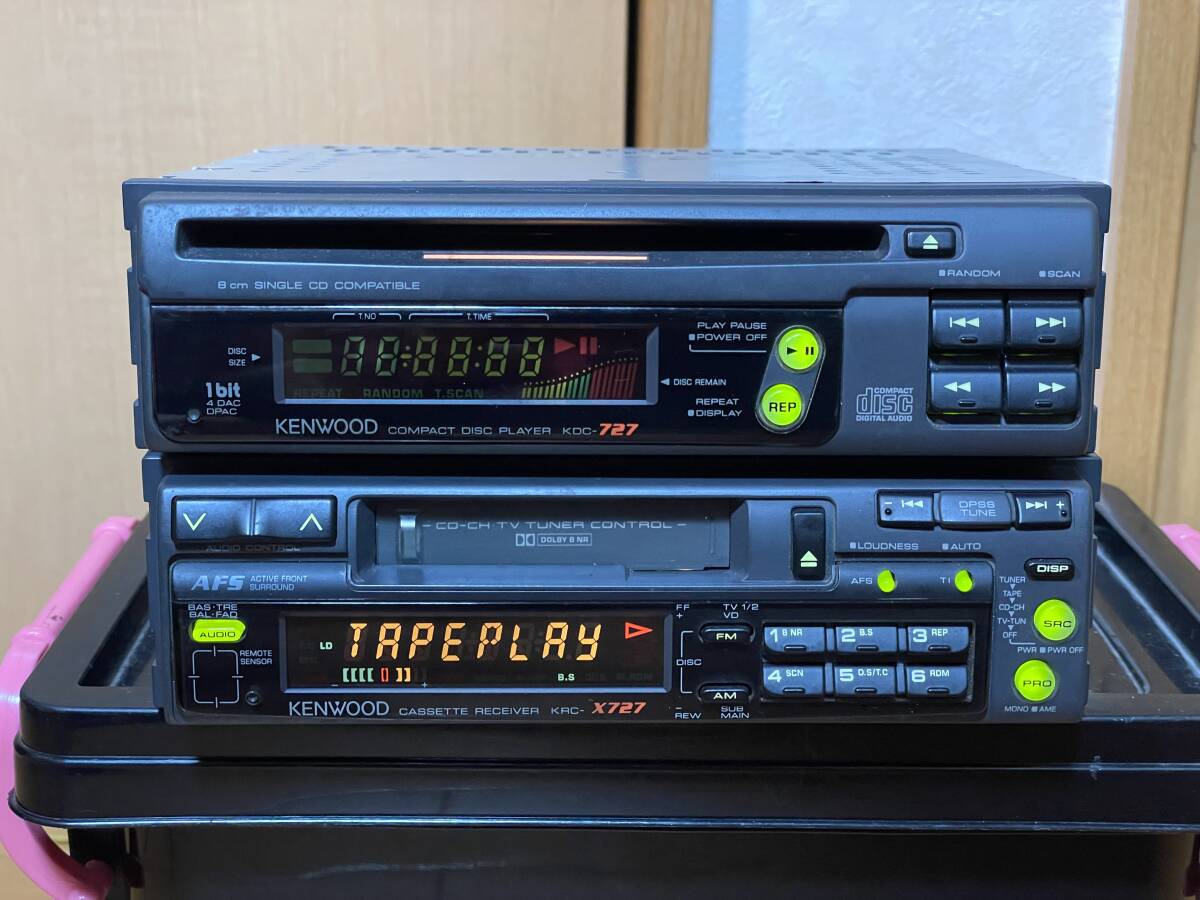 RANDOM SCAN
8 cm SINGLE CD COMPATIBLE
T.NO T.TIME
PLAY PAUSE
POWER OFF
DISC
SIZE
88:88:88
REPEAT RANDOM T.SCAN
DISC REMAIN
1bit
4 DAC
DPAC
REPEAT
DISPLAY
REP
COMPACT
disc
DIGITAL AUDIO
KENWOOD COMPACT DISC PLAYER KDC-727
CD-CH·TV TUNER CONTROL
DOLBY B NR
AUDIO CONTROL
- DPSS +
TUNE
LOUDNESS AUTO
AFS ACTIVE FRONT
SURROUND
AFS TI
DISP
TUNER
TAPE
CD-CH
TV-TUN
OFF
SRC
PWR PWR OFF
BAS·TRE
BAL·FAD
AUDIO
REMOTE
SENSOR
LD
TAPEPLAY
B.S
FF
+
TV 1/2
VD
FM
DISC
AM
-
REW
SUB
MAIN
1 B NR 2 B.S 3 REP
4 SCN 5 D.S/T.C 6 RDM
PRO
MONO AME
KENWOOD CASSETTE RECEIVER KRC-X727